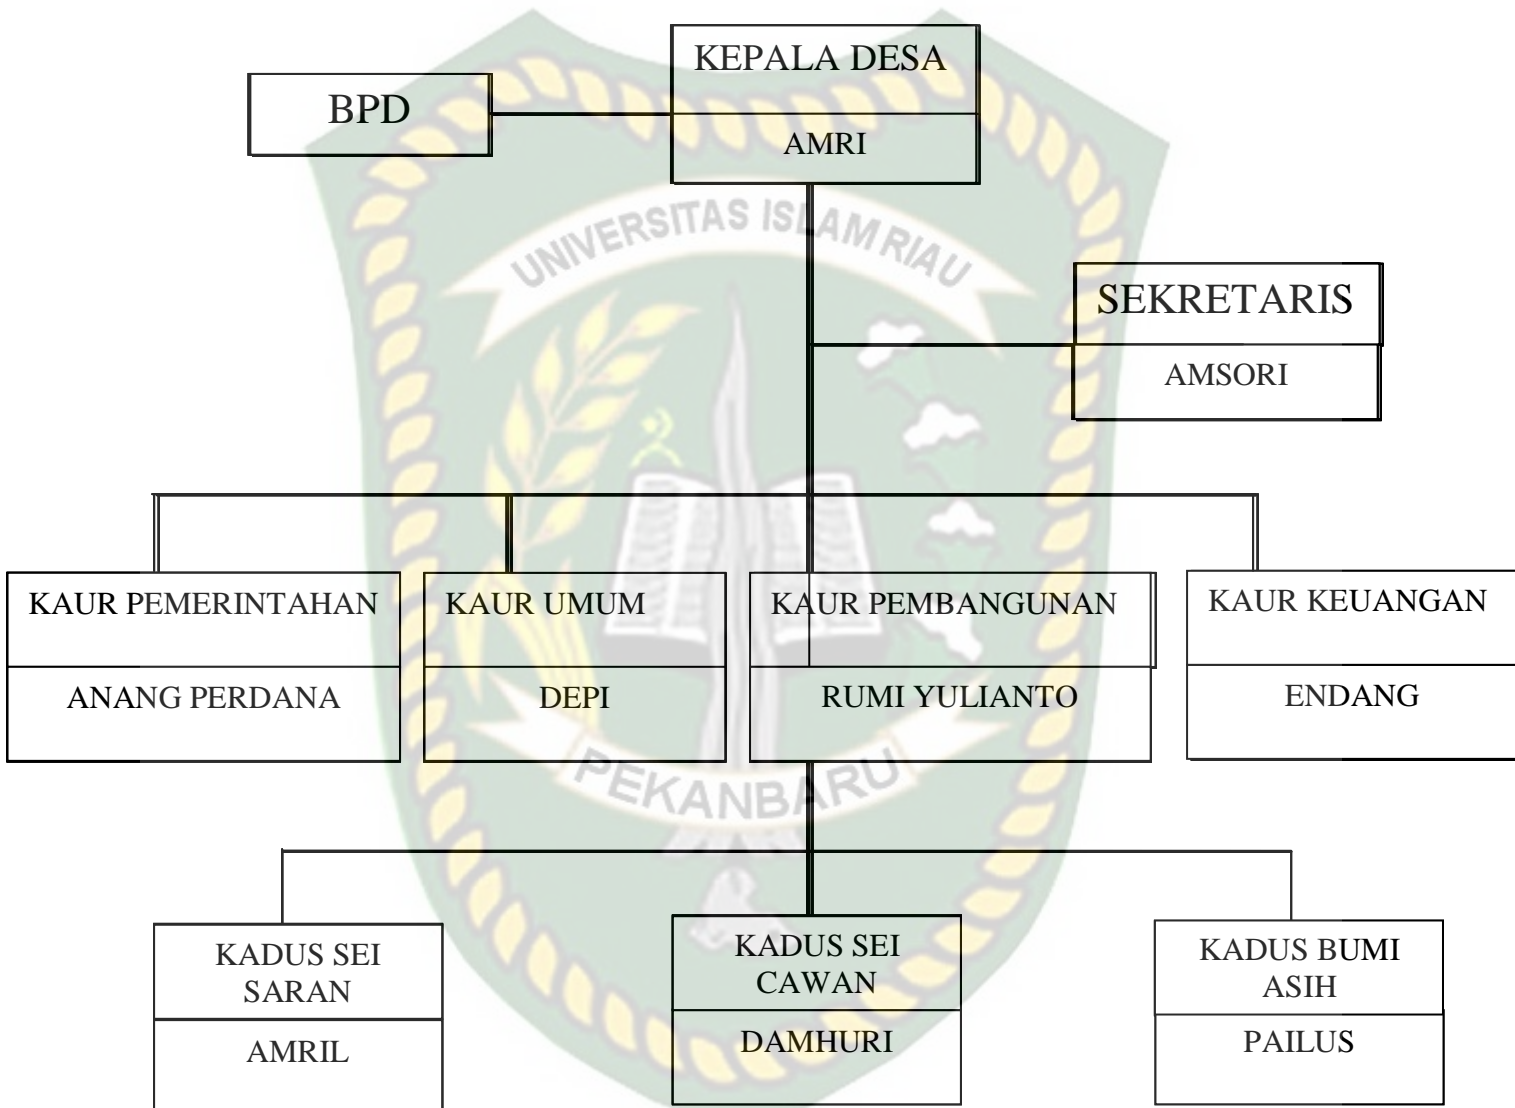 KEPALA DESA
BPD
AMRI
UNIVERSITAS ISLAM RIAU
SEKRETARIS
AMSORI
KAUR PEMERINTAHAN
KAUR UMUM
KAUR PEMBANGUNAN
KAUR KEUANGAN
ANANG PERDANA
DEPI
RUMI YULIANTO
ENDANG
PEKANBARU
KADUS SEI
SARAN
KADUS SEI
CAWAN
KADUS BUMI
ASIH
AMRIL
DAMHURI
PAILUS